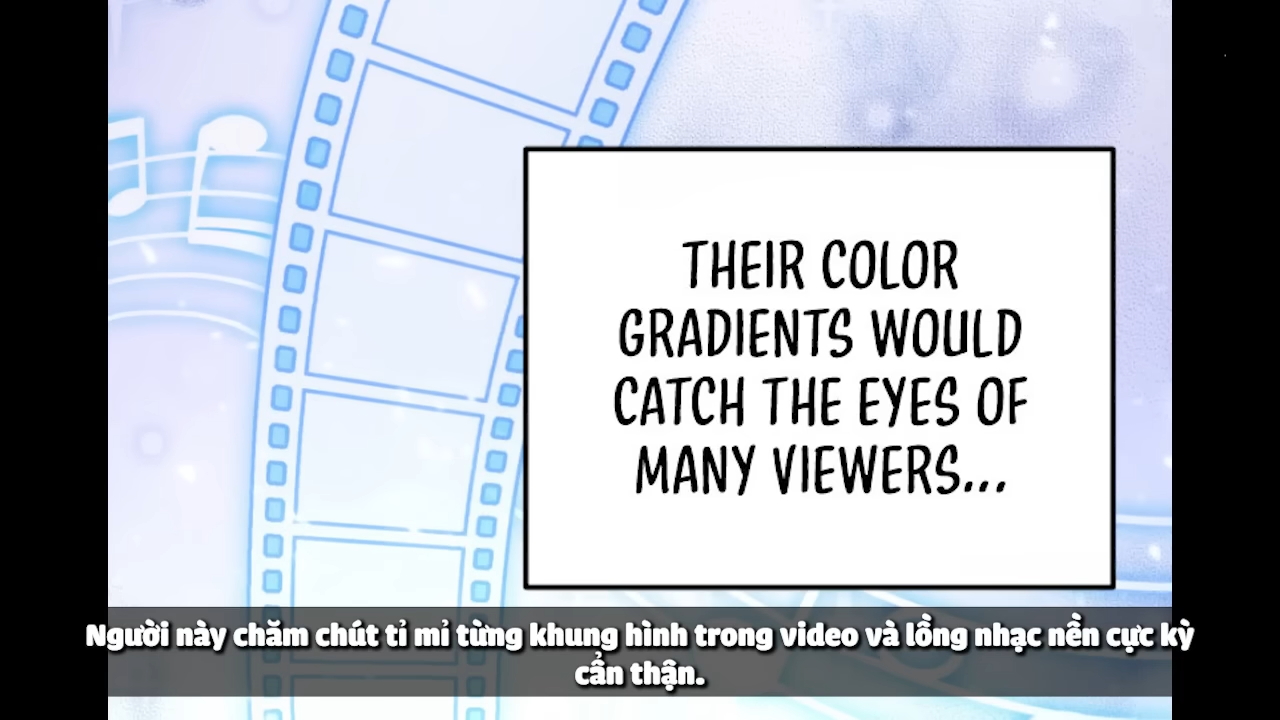 THEIR COLOR
GRADIENTS WOULD
CATCH THE EYES OF
MANY VIEWERS...
Người này chăm chút tỉ mỉ từng khung hình trong video và lồng nhạc nền cực kỳ
cẩn thận.